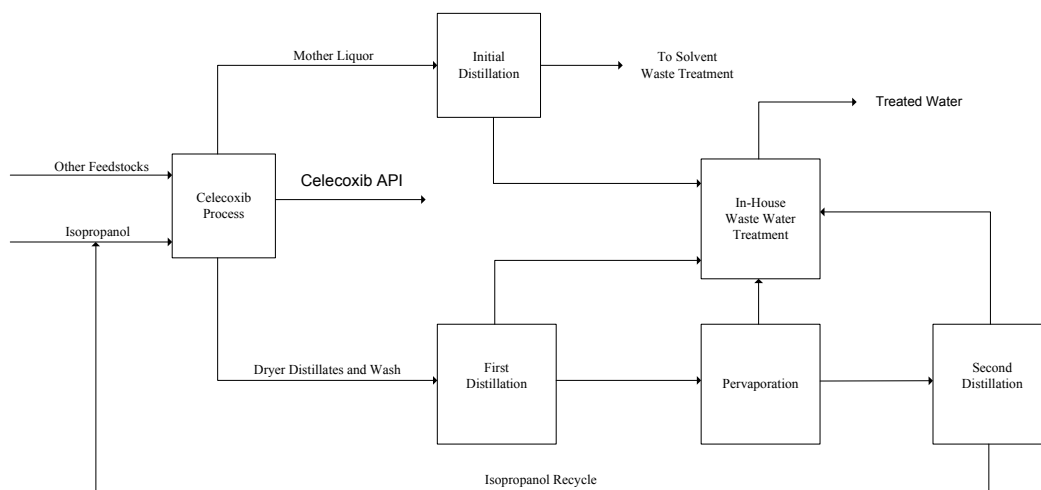 Mother Liquor
Initial
Distillation
To Solvent
Waste Treatment
Treated Water
Other Feedstocks
Celecoxib
Process
Celecoxib API
In-House
Waste Water
Treatment
Isopropanol
Dryer Distillates and Wash
First
Distillation
Pervaporation
Second
Distillation
Isopropanol Recycle